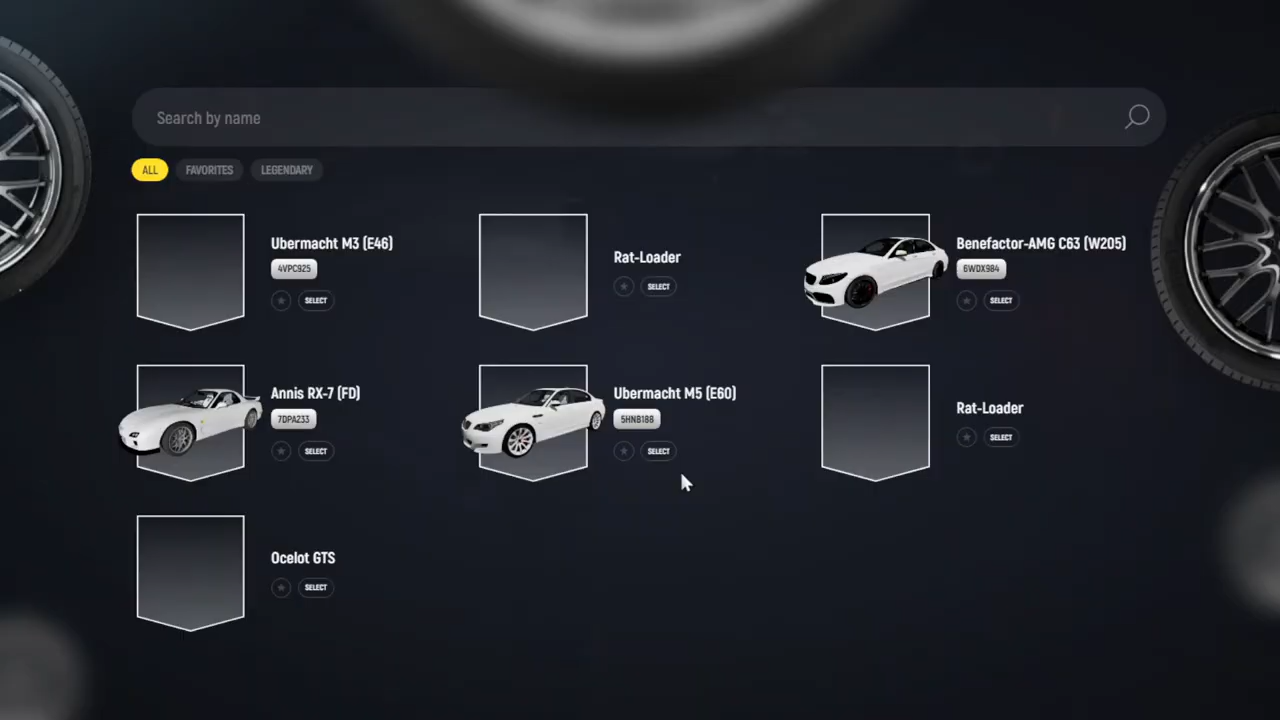 Search by name
ALL FAVORITES LEGENDARY
Ubermacht M3 (E46)
4VPC925
SELECT
Rat-Loader
SELECT
Benefactor-AMG C63 (W205)
6WDX984
SELECT
Annis RX-7 (FD)
7DPA233
SELECT
Ubermacht M5 (E60)
5HNB188
SELECT
Rat-Loader
SELECT
Ocelot GTS
SELECT